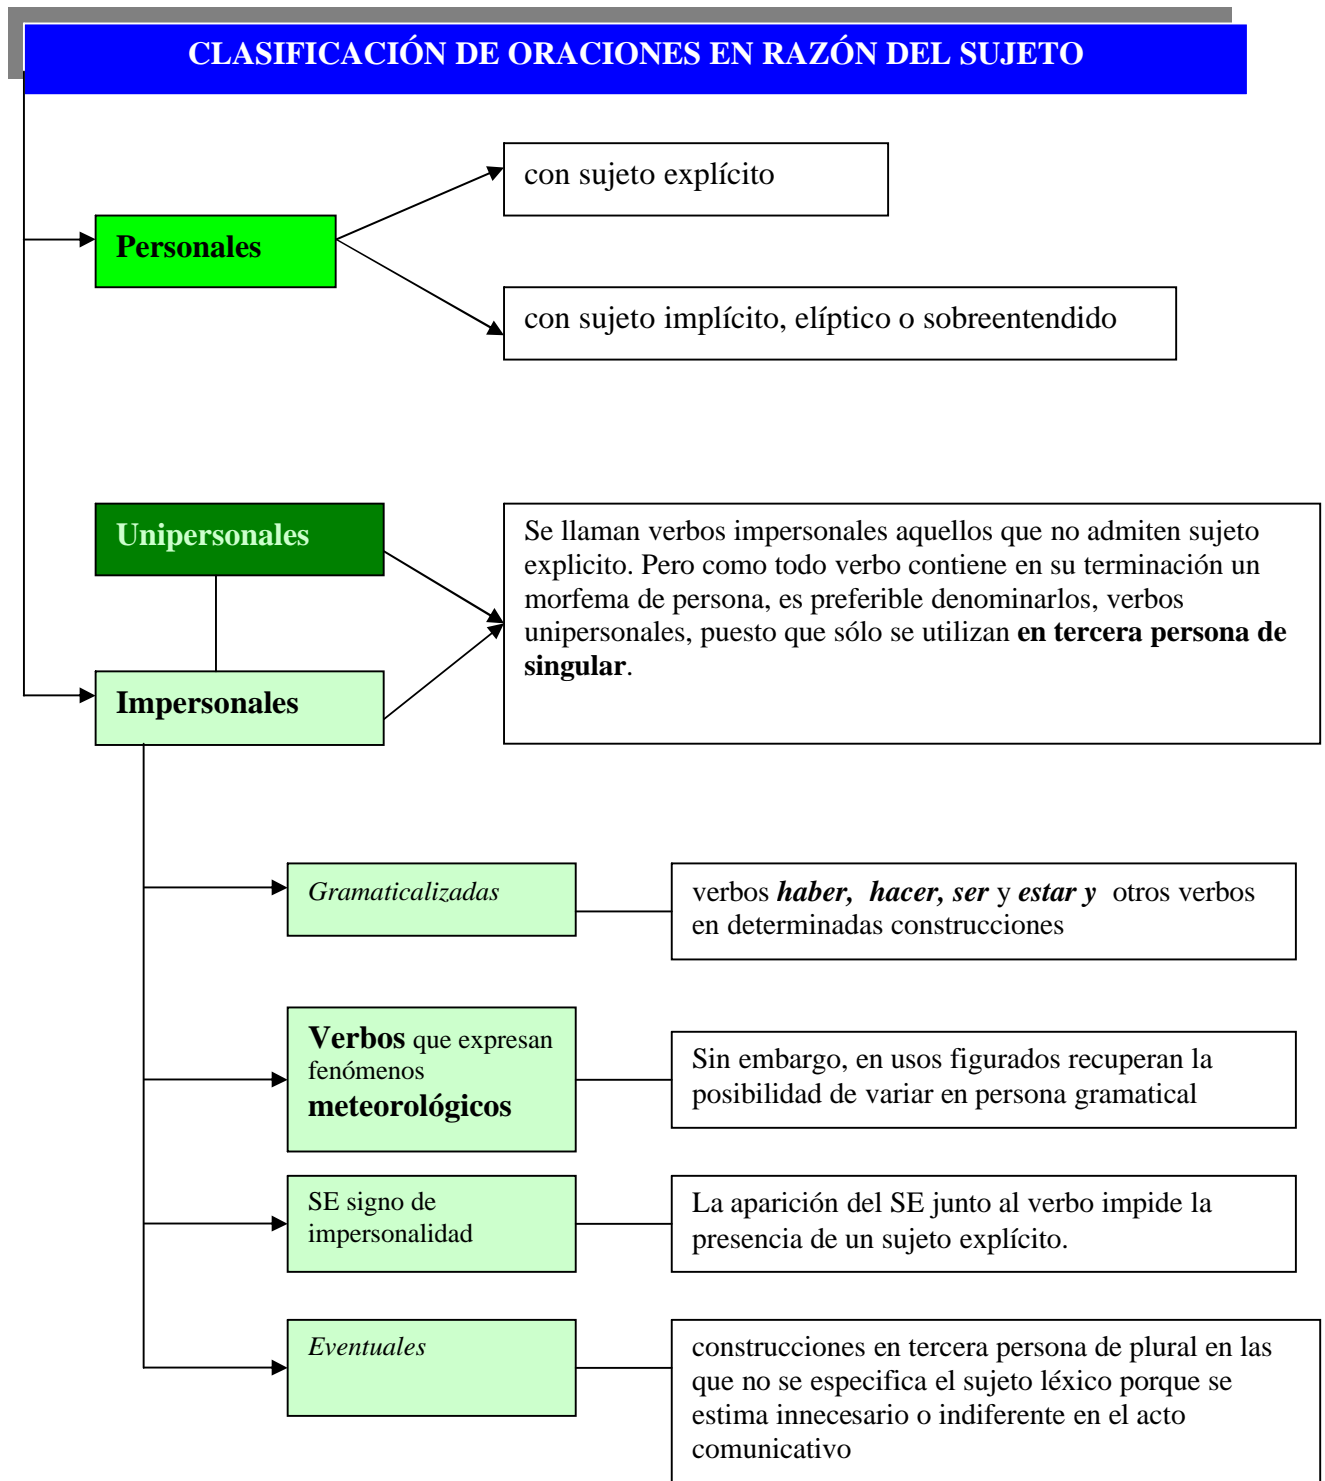 CLASIFICACIÓN DE ORACIONES EN RAZÓN DEL SUJETO
con sujeto explícito
Personales
con sujeto implícito, elíptico o sobreentendido
Unipersonales
Se llaman verbos impersonales aquellos que no admiten sujeto
explicito. Pero como todo verbo contiene en su terminación un
morfema de persona, es preferible denominarlos, verbos
unipersonales, puesto que sólo se utilizan en tercera persona de
singular.
Impersonales
Gramaticalizadas
verbos haber, hacer, ser y estar y otros verbos
en determinadas construcciones
Verbos que expresan
fenómenos
meteorológicos
Sin embargo, en usos figurados recuperan la
posibilidad de variar en persona gramatical
SE signo de
impersonalidad
La aparición del SE junto al verbo impide la
presencia de un sujeto explícito.
Eventuales
construcciones en tercera persona de plural en las
que no se especifica el sujeto léxico porque se
estima innecesario o indiferente en el acto
comunicativo